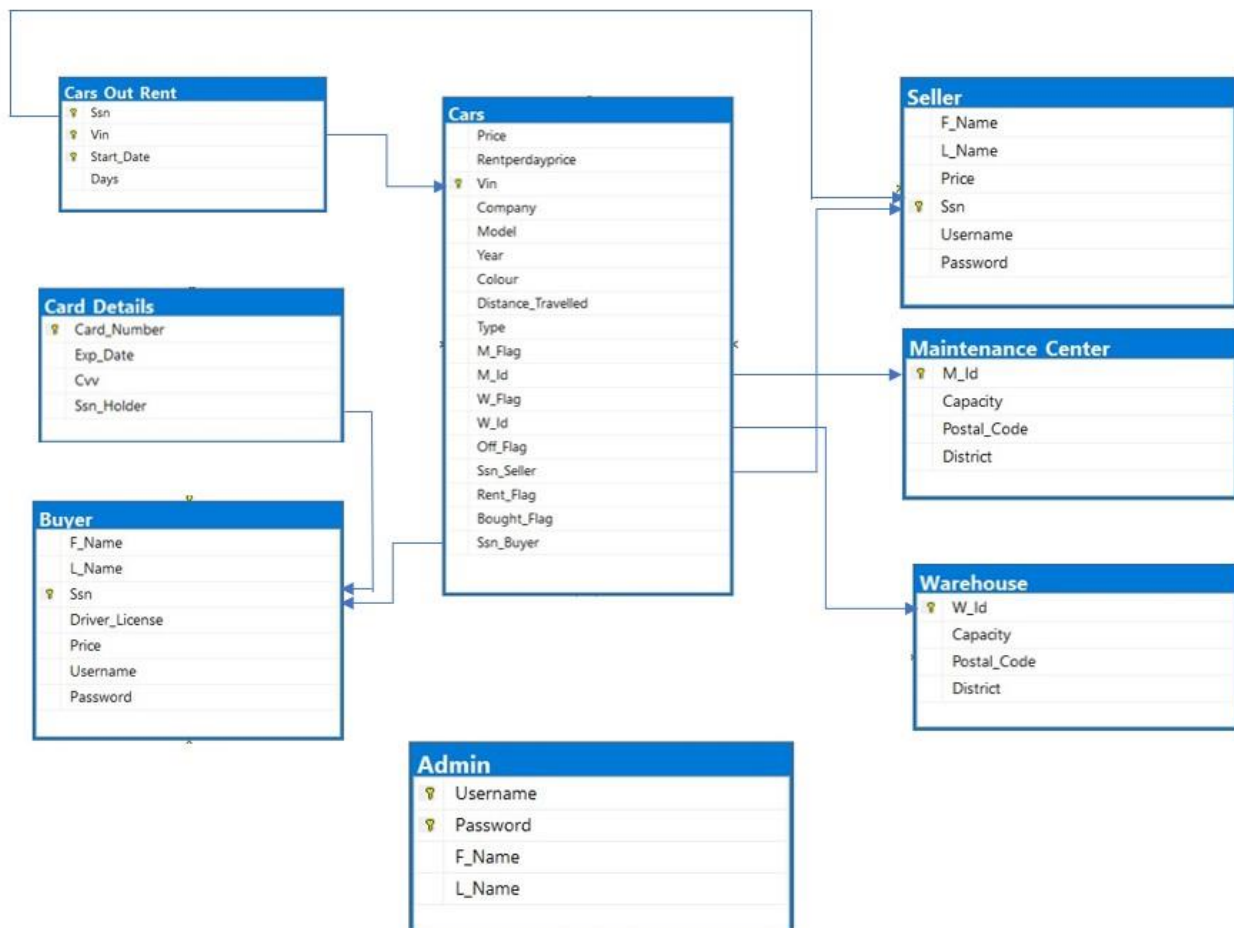 Cars Out Rent
Ssn
Vin
Start_Date
Days
Cars
Price
Rentperdayprice
Vin
Company
Model
Year
Colour
Distance_Travelled
Type
M_Flag
M_Id
W_Flag
W_Id
Off_Flag
Ssn_Seller
Rent_Flag
Bought_Flag
Ssn_Buyer
Seller
F_Name
L_Name
Price
Ssn
Username
Password
Card Details
Card_Number
Exp_Date
Cvv
Ssn_Holder
Maintenance Center
M_Id
Capacity
Postal_Code
District
Buyer
F_Name
L_Name
Ssn
Driver_License
Price
Username
Password
Warehouse
W_Id
Capacity
Postal_Code
District
Admin
Username
Password
F_Name
L_Name